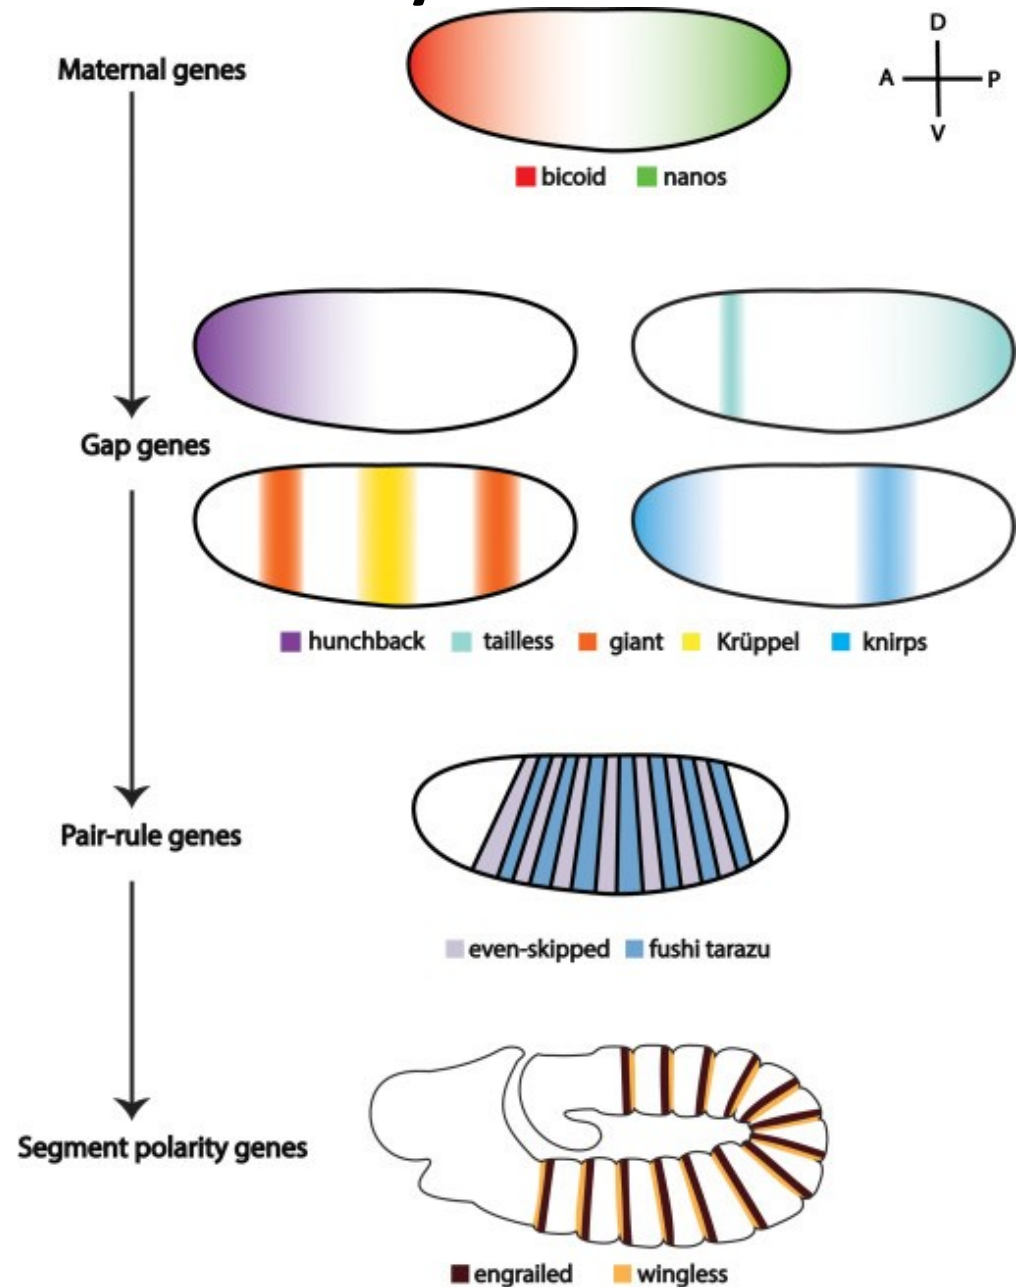 D
Maternal genes
A P
V
bicoid nanos
Gap genes
hunchback tailless giant Krüppel knirps
Pair-rule genes
even-skipped fushi tarazu
Segment polarity genes
engrailed wingless